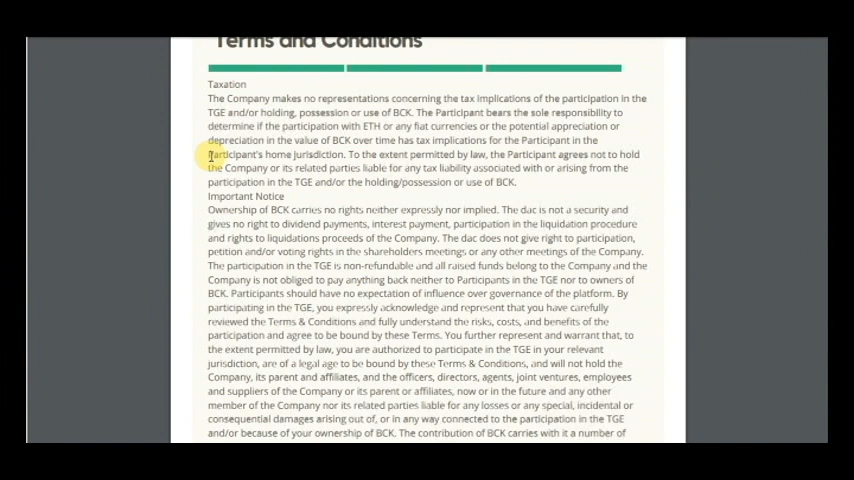 Terms and Conditions
Taxation
The Company makes no representations concerning the tax implications of the participation in the
TGE and/or holding, possession or use of BCK. The Participant bears the sole responsibility to
determine if the participation with ETH or any fiat currencies or the potential appreciation or
depreciation in the value of BCK over time has tax implications for the Participant in the
Participant's home jurisdiction. To the extent permitted by law, the Participant agrees not to hold
the Company or its related parties liable for any tax liability associated with or arising from the
participation in the TGE and/or the holding/possession or use of BCK.
Important Notice
Ownership of BCK carries no rights neither expressly nor implied. The dac is not a security and
gives no right to dividend payments, interest payment, participation in the liquidation procedure
and rights to liquidations proceeds of the Company. The dac does not give right to participation,
petition and/or voting rights in the shareholders meetings or any other meetings of the Company.
The participation in the TGE is non-refundable and all raised funds belong to the Company and the
Company is not obliged to pay anything back neither to Participants in the TGE nor to owners of
BCK. Participants should have no expectation of influence over governance of the platform. By
participating in the TGE, you expressly acknowledge and represent that you have carefully
reviewed the Terms & Conditions and fully understand the risks, costs, and benefits of the
participation and agree to be bound by these Terms. You further represent and warrant that, to
the extent permitted by law, you are authorized to participate in the TGE in your relevant
jurisdiction, are of a legal age to be bound by these Terms & Conditions, and will not hold the
Company, its parent and affiliates, and the officers, directors, agents, joint ventures, employees
and suppliers of the Company or its parent or affiliates, now or in the future and any other
member of the Company nor its related parties liable for any losses or any special, incidental or
consequential damages arising out of, or in any way connected to the participation in the TGE
and/or because of your ownership of BCK. The contribution of BCK carries with it a number of